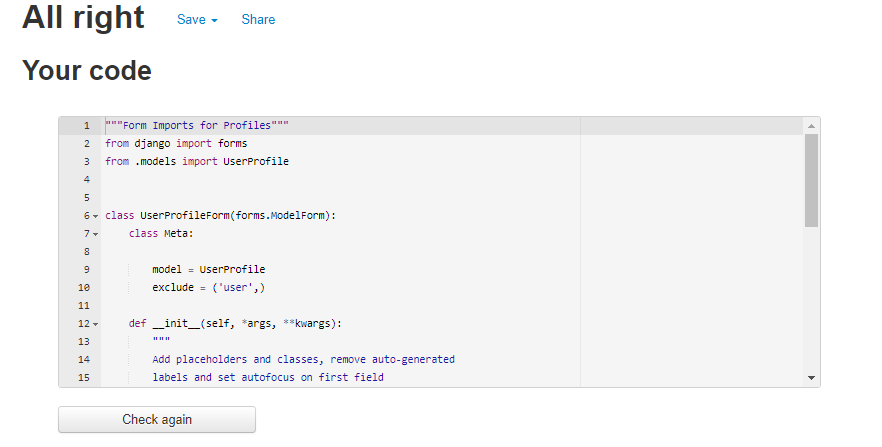 All right Save Share
Your code
1 """Form Imports for Profiles"""
2 from django import forms
3 from .models import UserProfile
4
5
6 class UserProfileForm(forms.ModelForm):
7 class Meta:
8
9 model = UserProfile
10 exclude = ('user',)
11
12 def __init__(self, *args, **kwargs):
13 """
14 Add placeholders and classes, remove auto-generated
15 labels and set autofocus on first field
Check again